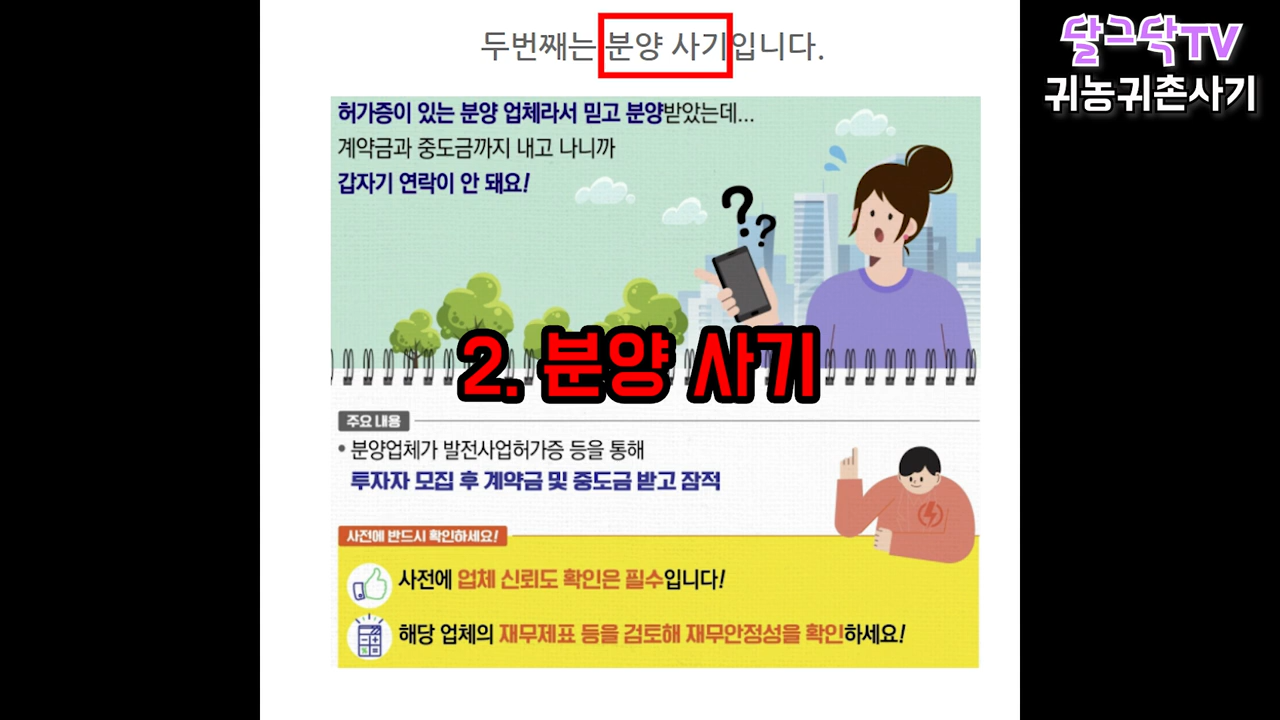 두번째는 분양 사기입니다.
달그닥TV
귀농귀촌사기
허가증이 있는 분양 업체라서 믿고 분양받았는데...
계약금과 중도금까지 내고 나니까
갑자기 연락이 안 돼요!
??
2. 분양 사기
주요 내용
• 분양업체가 발전사업허가증 등을 통해
투자자 모집 후 계약금 및 중도금 받고 잠적
사전에 반드시 확인하세요!
사전에 업체 신뢰도 확인은 필수입니다!
해당 업체의 재무제표 등을 검토해 재무안정성을 확인하세요!